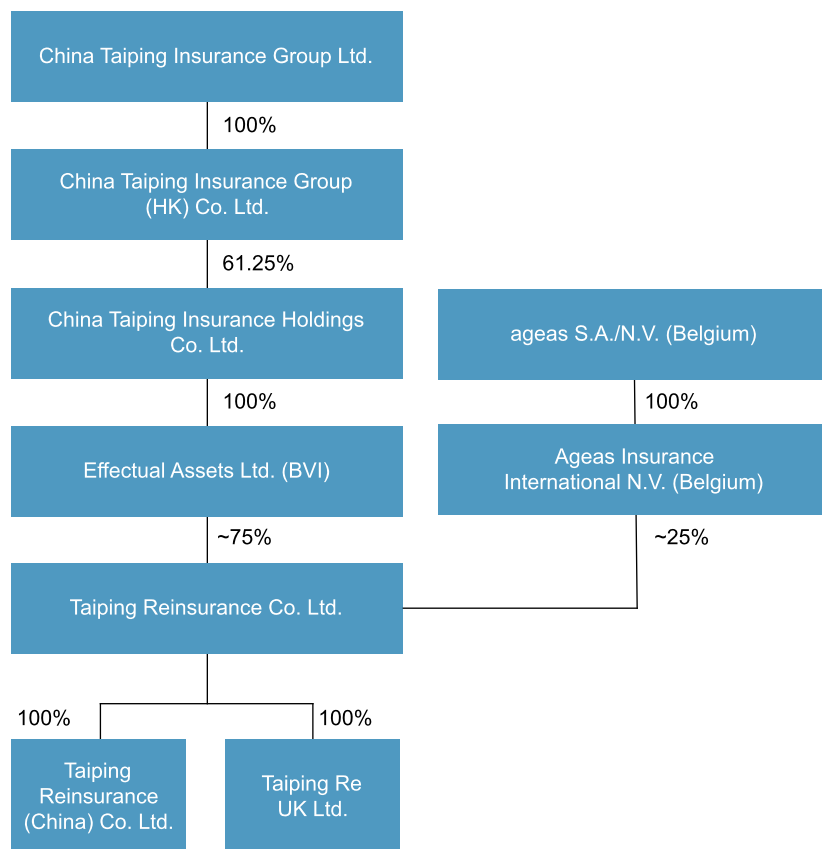 China Taiping Insurance Group Ltd.
100%
China Taiping Insurance Group
(HK) Co. Ltd.
61.25%
China Taiping Insurance Holdings
Co. Ltd.
ageas S.A./N.V. (Belgium)
100%
100%
Effectual Assets Ltd. (BVI)
Ageas Insurance
International N.V. (Belgium)
~75%
~25%
Taiping Reinsurance Co. Ltd.
100%
100%
Taiping
Reinsurance
(China) Co. Ltd.
Taiping Re
UK Ltd.